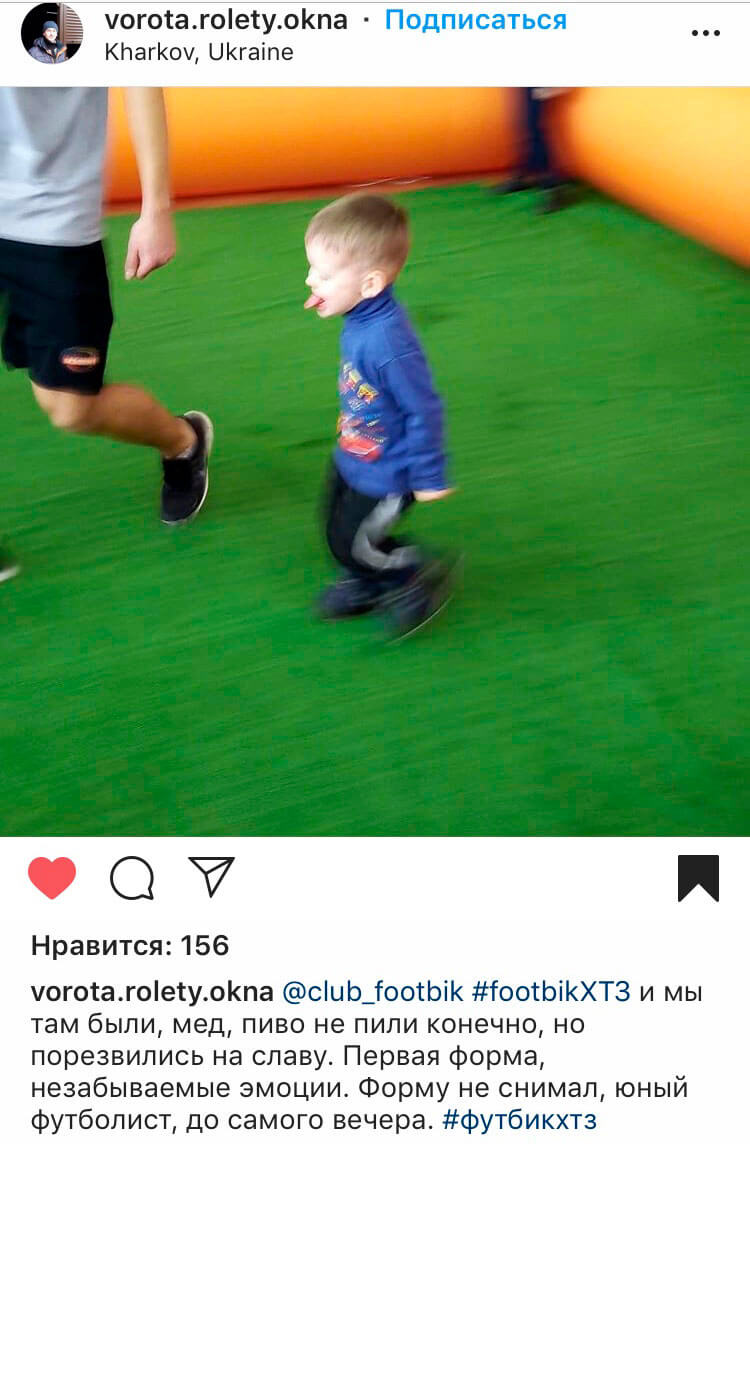 vorota.rolety.okna · Подписаться
Kharkov, Ukraine
Нравится: 156
vorota.rolety.okna @club_footbik #footbikХТЗ и мы
там были, мед, пиво не пили конечно, но
порезвились на славу. Первая форма,
незабываемые эмоции. Форму не снимал, юный
футболист, до самого вечера. #футбикхтз